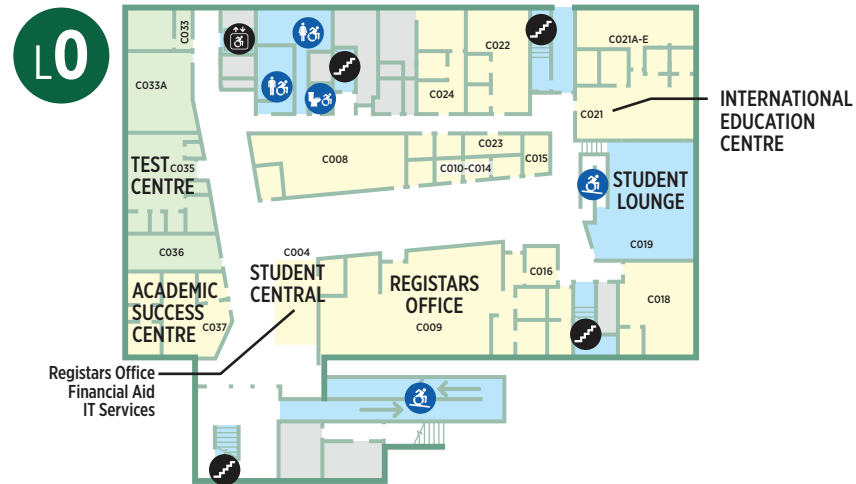 L0
C033
C033A
C022
C024
C021A-E
C021
INTERNATIONAL
EDUCATION
CENTRE
C008
C023
C010-C014
C015
TEST
C035
CENTRE
STUDENT
LOUNGE
C019
C036
C004
STUDENT
CENTRAL
REGISTRARS
OFFICE
C009
C016
C018
ACADEMIC
SUCCESS
CENTRE
C037
Registrars Office
Financial Aid
IT Services